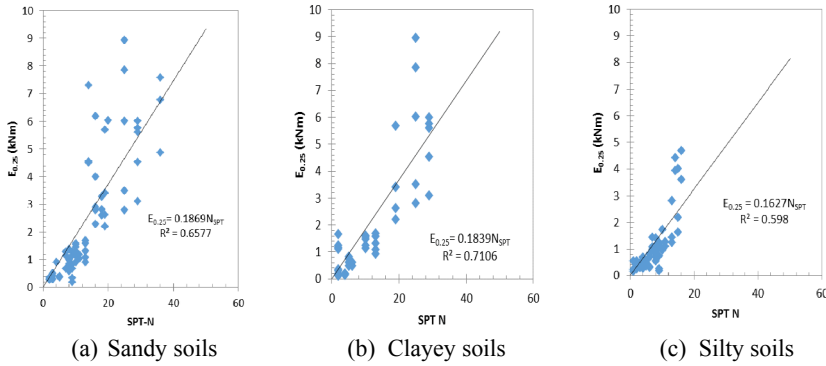 10
9
8
7
6
5
4
3
2
1
0
E0.25 (kNm)
E0.25= 0.1869NSPT
R² = 0.6577
0 20 40 60
SPT-N
(a) Sandy soils
10
9
8
7
6
5
4
3
2
1
0
E0.25 (kNm)
E0.25= 0.1839NSPT
R² = 0.7106
0 20 40 60
SPT N
(b) Clayey soils
10
9
8
7
6
5
4
3
2
1
0
E0.25 (kNm)
E0.25= 0.1627NSPT
R² = 0.598
0 20 40 60
SPT N
(c) Silty soils